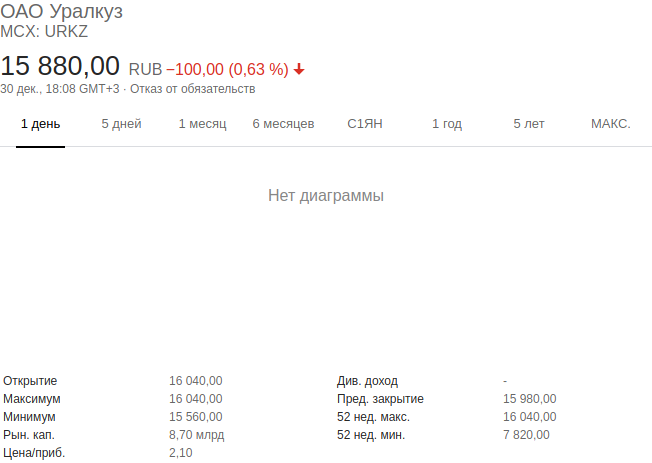 ОАО Уралкуз
MCX: URKZ
15 880,00 RUB −100,00 (0,63 %)
30 дек., 18:08 GMT+3 · Отказ от обязательств
1 день 5 дней 1 месяц 6 месяцев С1ЯН 1 год 5 лет МАКС.
Нет диаграммы
Открытие 16 040,00 Див. доход -
Максимум 16 040,00 Пред. закрытие 15 980,00
Минимум 15 560,00 52 нед. макс. 16 040,00
Рын. кап. 8,70 млрд 52 нед. мин. 7 820,00
Цена/приб. 2,10